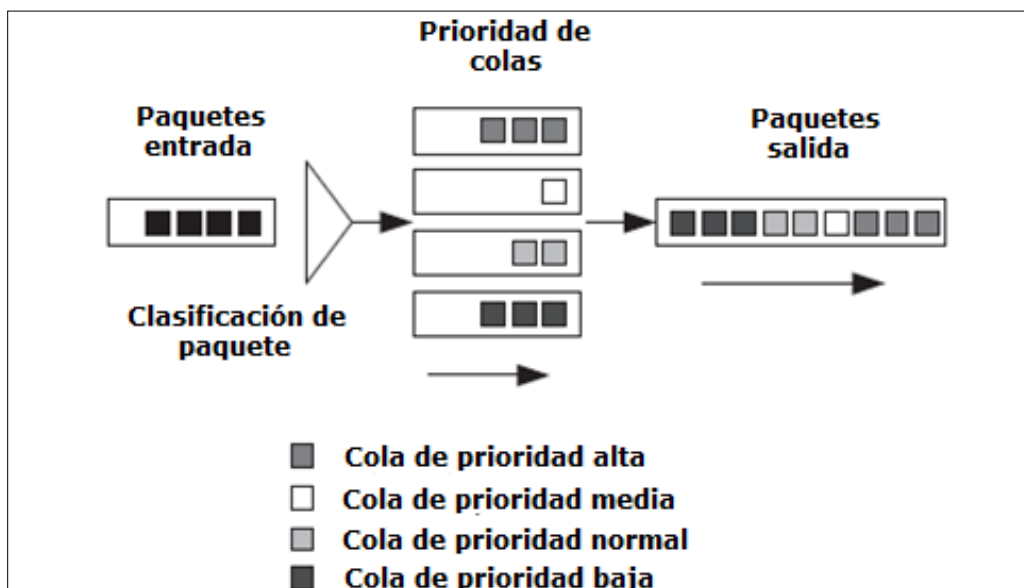 Prioridad de
colas
Paquetes
entrada
Paquetes
salida
Clasificación de
paquete
Cola de prioridad alta
Cola de prioridad media
Cola de prioridad normal
Cola de prioridad baja